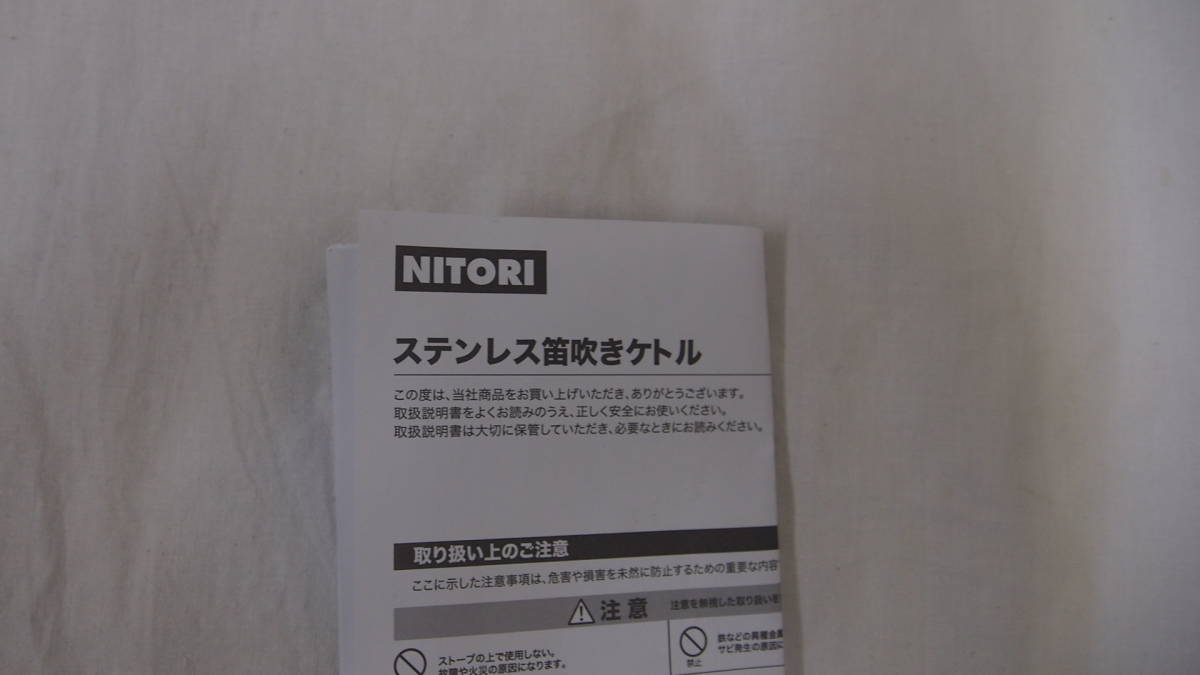 NITORI
ステンレス笛吹きケトル
この度は、当社商品をお買い上げいただき、ありがとうございます。
取扱説明書をよくお読みのうえ、正しく安全にお使いください。
取扱説明書は大切に保管していただき、必要なときにお読みください。
取り扱い上のご注意
ここに示した注意事項は、危害や損害を未然に防止するための重要な内容
注意
注意を無視した取り扱いを
ストーブの上で使用しない。
故障や火災の原因になります。
禁止
鉄などの異種金属
サビ発生の原因に